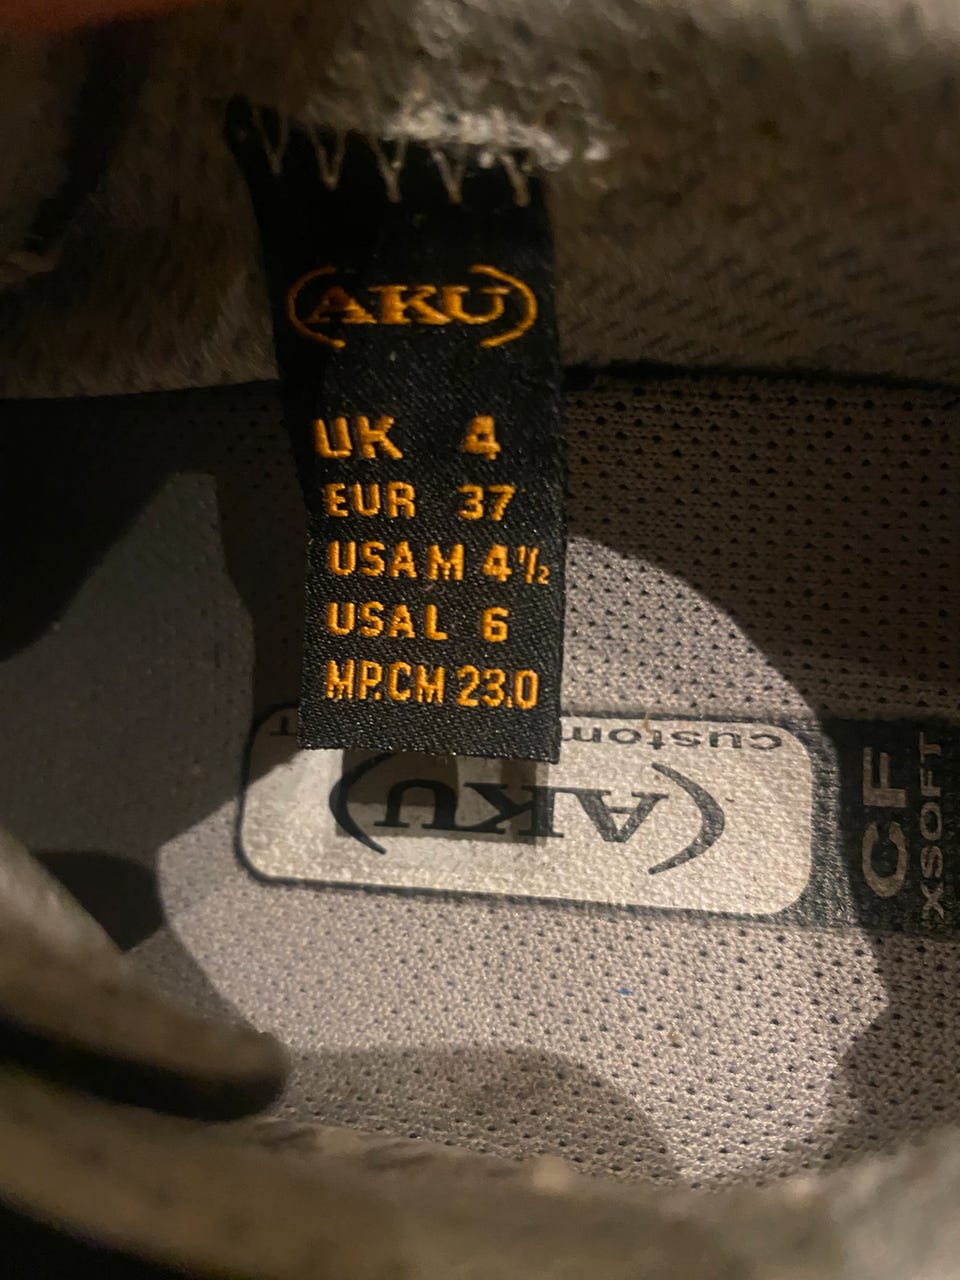 (AKU)
UK 4
EUR 37
USA M 4½
USA L 6
MP.CM 23.0
custom
(AKU)
CF
XSOFT